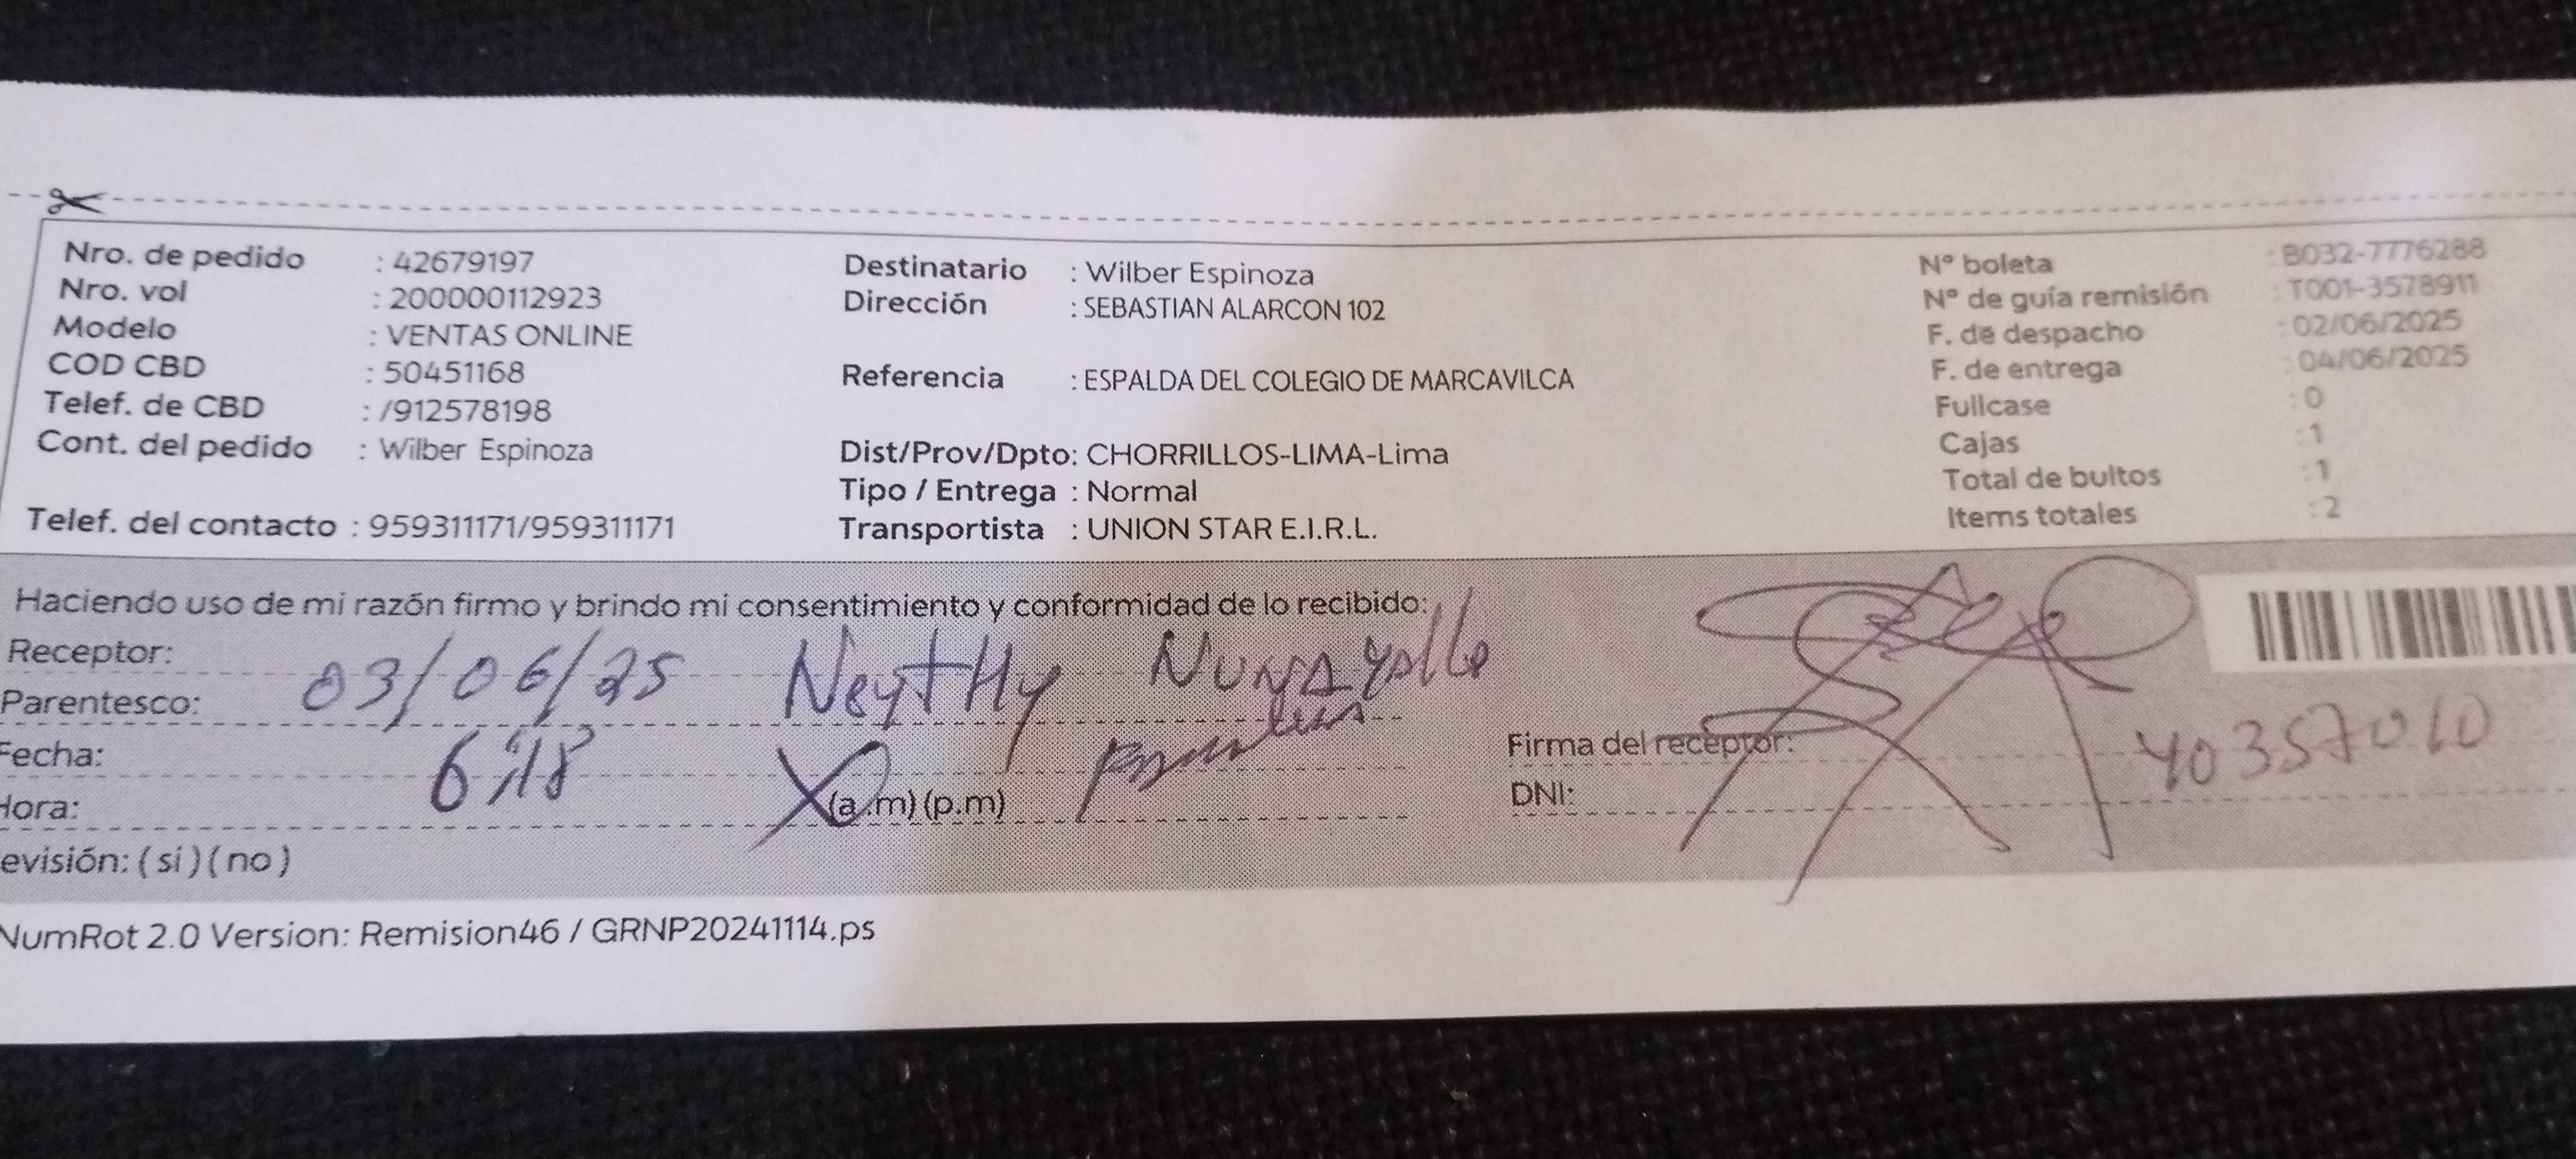 Nro. de pedido : 42679197
Nro. vol : 200000112923
Modelo : VENTAS ONLINE
COD CBD : 50451168
Telef. de CBD : /912578198
Cont. del pedido : Wilber Espinoza
Telef. del contacto : 959311171/959311171
Destinatario : Wilber Espinoza
Dirección : SEBASTIAN ALARCON 102
Referencia : ESPALDA DEL COLEGIO DE MARCAVILCA
Dist/Prov/Dpto: CHORRILLOS-LIMA-Lima
Tipo / Entrega : Normal
Transportista : UNION STAR E.I.R.L.
N° boleta : B032-7776288
N° de guía remisión : T001-3578911
F. de despacho : 02/06/2025
F. de entrega : 04/06/2025
Fullcase : 0
Cajas : 1
Total de bultos : 1
Items totales : 2
Haciendo uso de mi razón firmo y brindo mi consentimiento y conformidad de lo recibido:
Receptor:
Parentesco: 03/06/25 NeytHy
Fecha:
Hora: 6:18 (a.m) (p.m)
evisión: ( si ) ( no )
Firma del receptor:
DNI: 40357010
NumRot 2.0 Version: Remision46 / GRNP20241114.ps